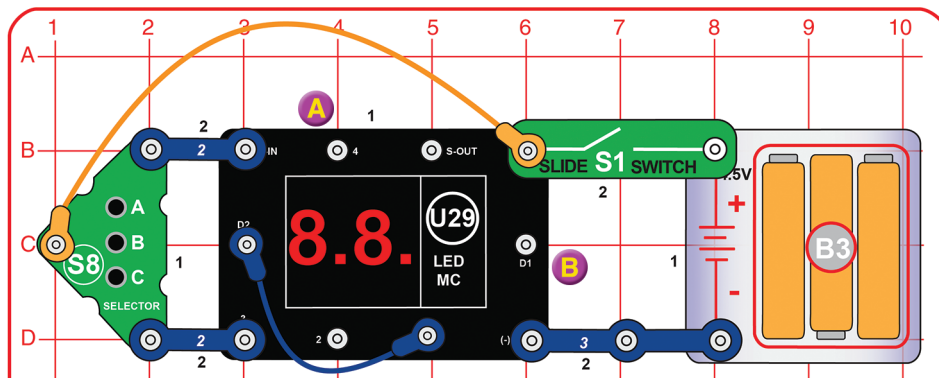 1 2 3 4 5 6 7 8 9 10
A
A 1
2
B 2 IN 4 S-OUT SLIDE S1 SWITCH .5V
2
A D2 8.8. U29 +
C B D1 B3
S8 C 1 LED MC B 1
SELECTOR -
D 2 2 (-) 3
2 2